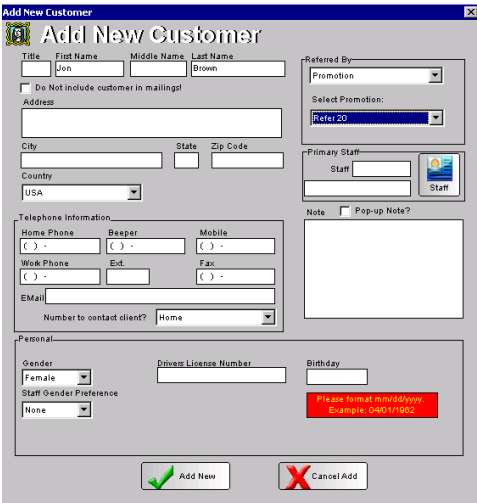 Add New Customer
Add New Customer
Title First Name Middle Name Last Name
Jon Brown
Do Not include customer in mailings!
Address
City State Zip Code
Country
USA
Referred By
Promotion
Select Promotion:
Refer 20
Primary Staff
Staff
Staff
Note Pop-up Note?
Telephone Information
Home Phone Beeper Mobile
( ) - ( ) - ( ) -
Work Phone Ext. Fax
( ) - ( ) -
EMail
Number to contact client? Home
Personal
Gender Drivers License Number Birthday
Female
Staff Gender Preference
None
Please format mm/dd/yyyy.
Example: 04/01/1962
Add New Cancel Add